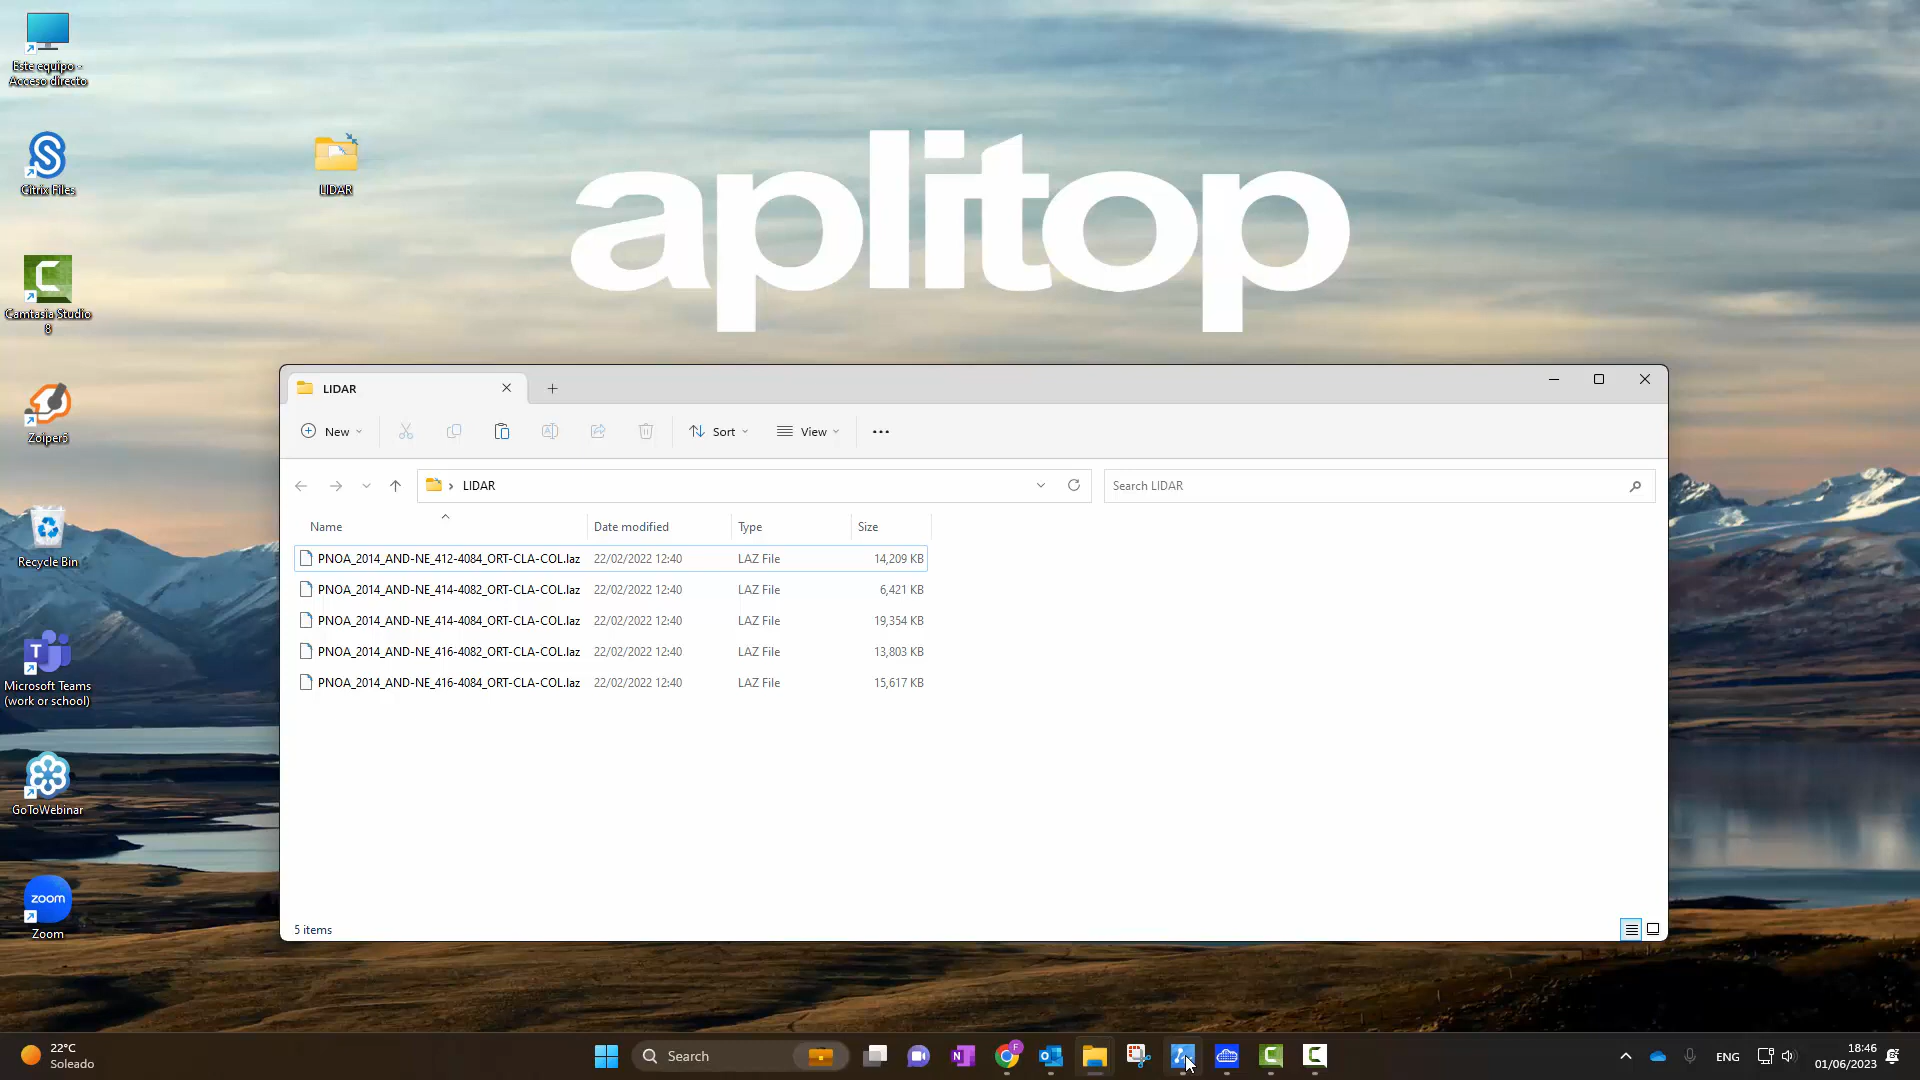 Este equipo -
Acceso directo
Citrix Files
LIDAR
Camtasia Studio
8
Zoiper5
Recycle Bin
Microsoft Teams
(work or school)
GoToWebinar
zoom
Zoom
aplitop
LIDAR
New
Sort
View
LIDAR
Search LIDAR
Name Date modified Type Size
PNOA_2014_AND-NE_412-4084_ORT-CLA-COL.laz 22/02/2022 12:40 LAZ File 14,209 KB
PNOA_2014_AND-NE_414-4082_ORT-CLA-COL.laz 22/02/2022 12:40 LAZ File 6,421 KB
PNOA_2014_AND-NE_414-4084_ORT-CLA-COL.laz 22/02/2022 12:40 LAZ File 19,354 KB
PNOA_2014_AND-NE_416-4082_ORT-CLA-COL.laz 22/02/2022 12:40 LAZ File 13,803 KB
PNOA_2014_AND-NE_416-4084_ORT-CLA-COL.laz 22/02/2022 12:40 LAZ File 15,617 KB
5 items
22°C
Soleado
Search
F
ENG
18:46
01/06/2023